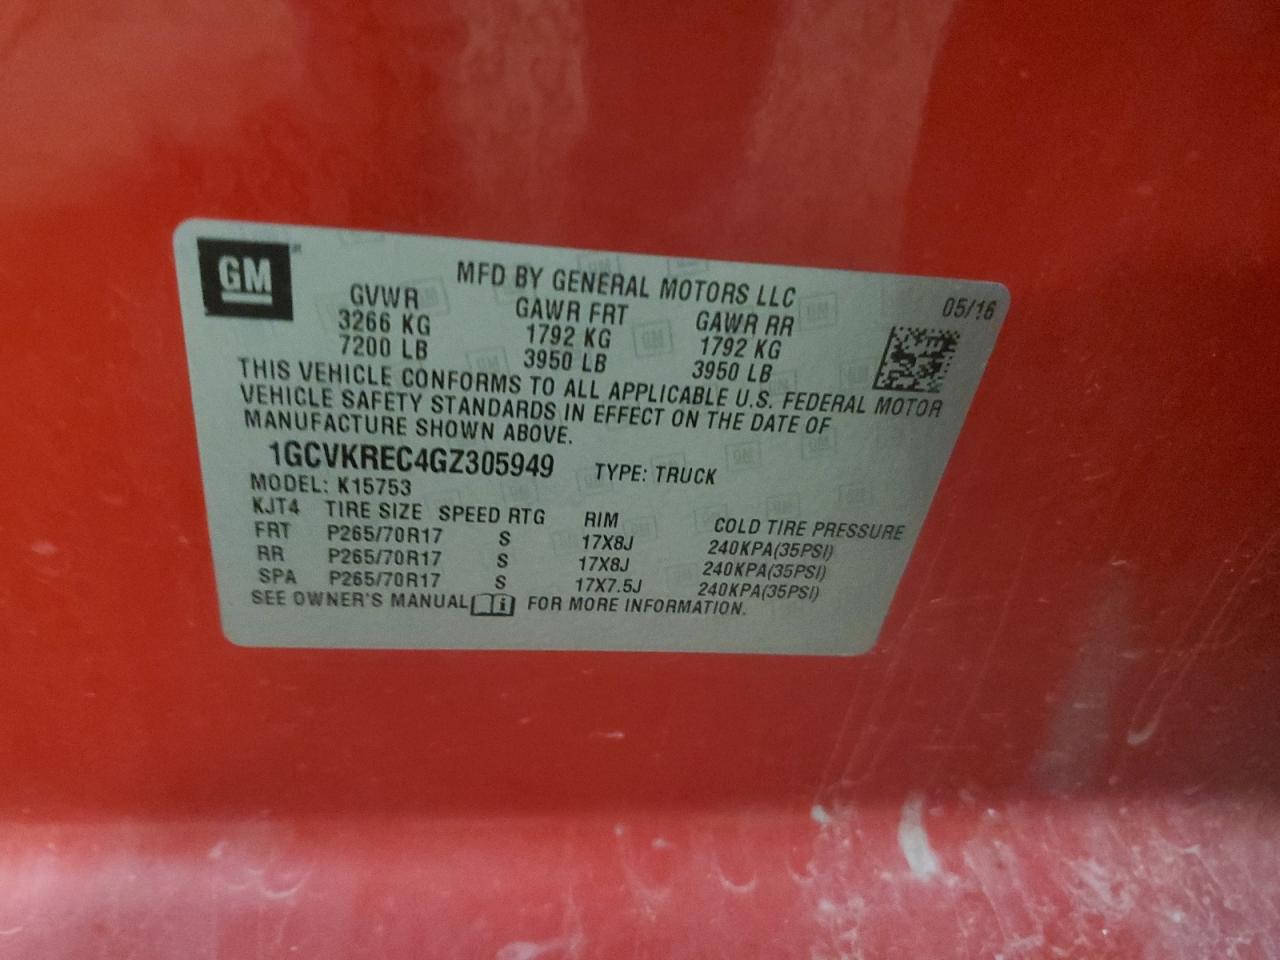 GM
MFD BY GENERAL MOTORS LLC
05/16
GVWR GAWR FRT GAWR RR
3266 KG 1792 KG 1792 KG
7200 LB 3950 LB 3950 LB
THIS VEHICLE CONFORMS TO ALL APPLICABLE U.S. FEDERAL MOTOR
VEHICLE SAFETY STANDARDS IN EFFECT ON THE DATE OF
MANUFACTURE SHOWN ABOVE.
1GCVKREC4GZ305949 TYPE: TRUCK
MODEL: K15753
KJT4 TIRE SIZE SPEED RTG RIM COLD TIRE PRESSURE
FRT P265/70R17 S 17X8J 240KPA(35PSI)
RR P265/70R17 S 17X8J 240KPA(35PSI)
SPA P265/70R17 S 17X7.5J 240KPA(35PSI)
SEE OWNER'S MANUAL i FOR MORE INFORMATION.